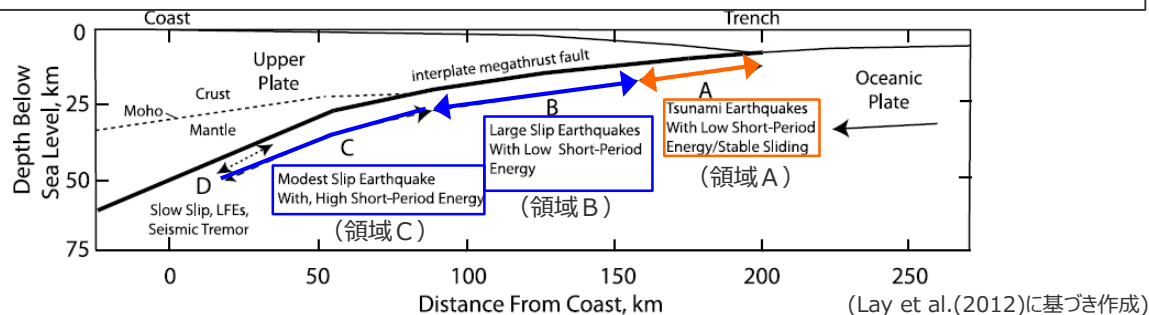 Coast
Trench
0
25
50
75
Depth Below
Sea Level, km
Upper
Plate
interplate megathrust fault
Oceanic
Plate
Crust
Moho
Mantle
A
B
C
D
Tsunami Earthquakes
With Low Short-Period
Energy/Stable Sliding
(領域A)
Large Slip Earthquakes
With Low Short-Period
Energy
(領域B)
Modest Slip Earthquake
With, High Short-Period Energy
(領域C)
Slow Slip, LFEs,
Seismic Tremor
0
50
100
150
200
250
Distance From Coast, km
(Lay et al.(2012)に基づき作成)